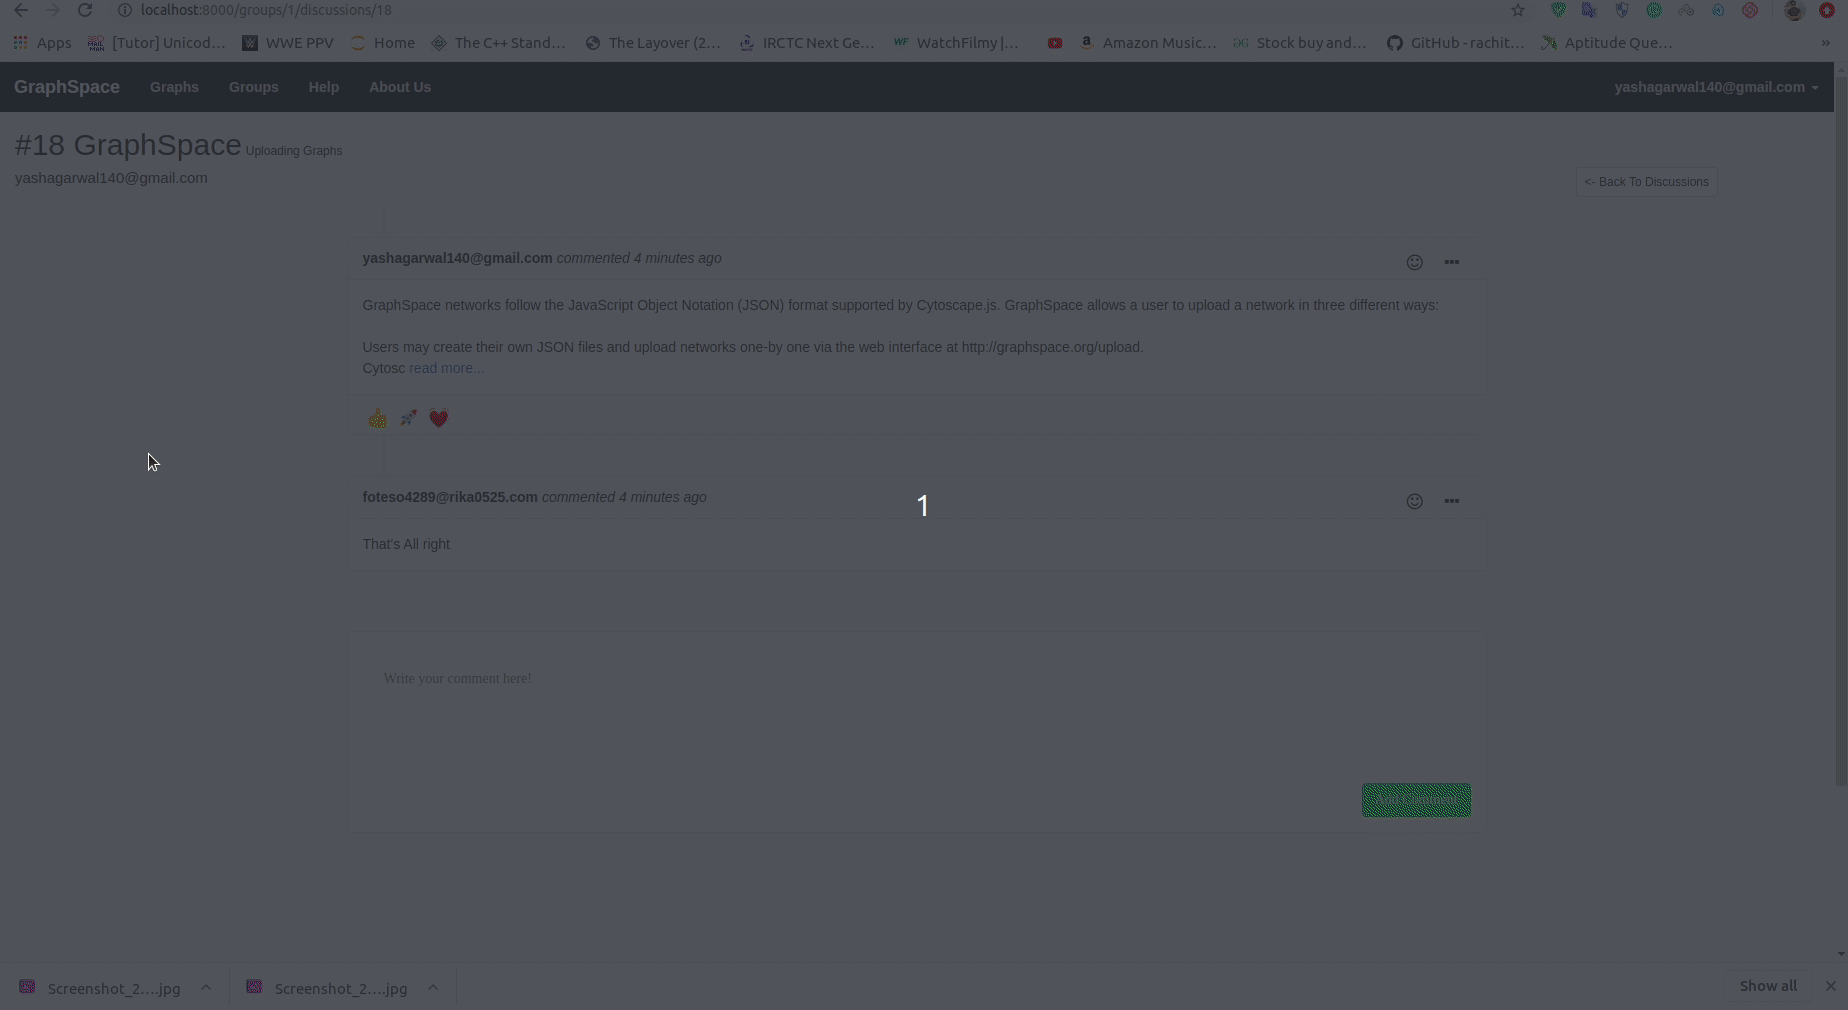 localhost:8000/groups/1/discussions/18
Apps [Tutor] Unicod... WWE PPV Home The C++ Stand... The Layover (2... IRCTC Next Ge... WatchFilmy |... Amazon Music... Stock buy and... GitHub - rachit... Aptitude Que... »
GraphSpace Graphs Groups Help About Us yashagarwal140@gmail.com
#18 GraphSpace Uploading Graphs
yashagarwal140@gmail.com
<- Back To Discussions
yashagarwal140@gmail.com commented 4 minutes ago
GraphSpace networks follow the JavaScript Object Notation (JSON) format supported by Cytoscape.js. GraphSpace allows a user to upload a network in three different ways:
Users may create their own JSON files and upload networks one-by one via the web interface at http://graphspace.org/upload.
Cytosc read more...
foteso4289@rika0525.com commented 4 minutes ago
1
That's All right
Write your comment here!
Add Comment
Screenshot_2....jpg Screenshot_2....jpg Show all